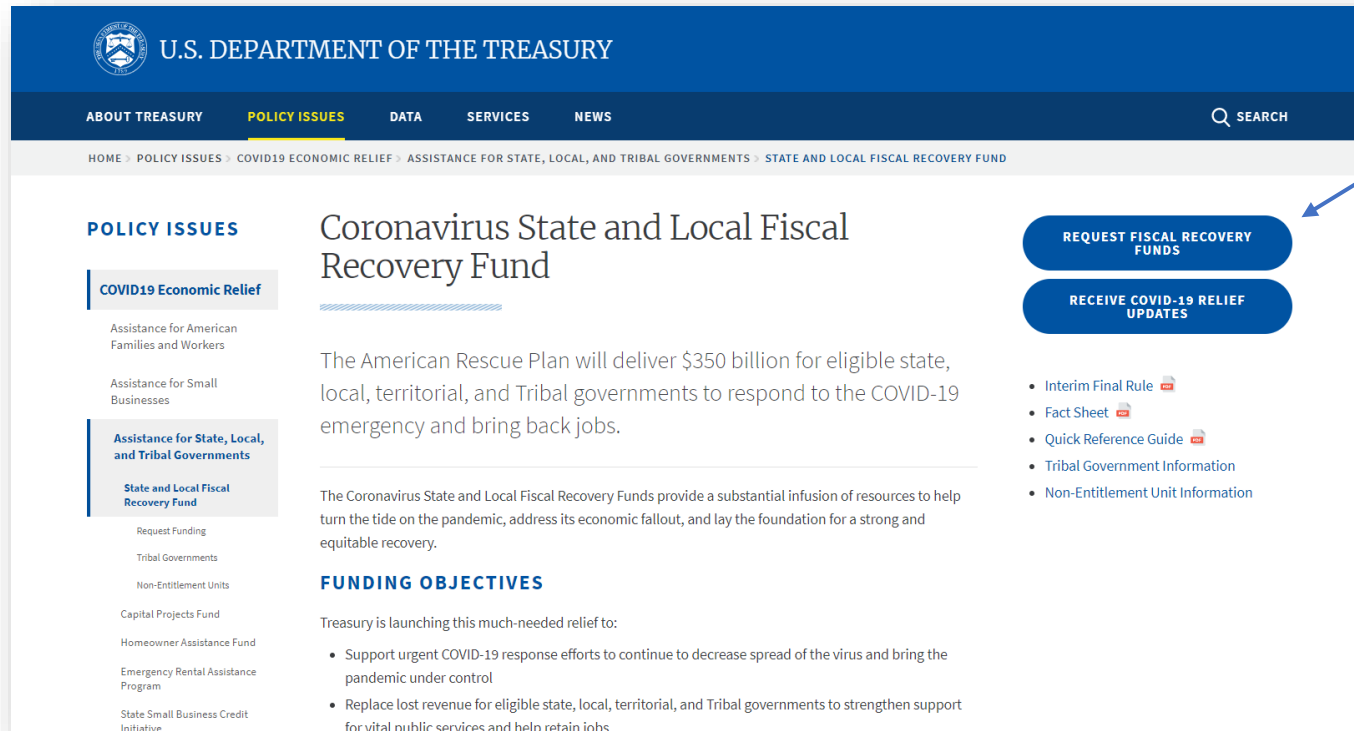 U.S. DEPARTMENT OF THE TREASURY
ABOUT TREASURY POLICY ISSUES DATA SERVICES NEWS SEARCH
HOME > POLICY ISSUES > COVID19 ECONOMIC RELIEF > ASSISTANCE FOR STATE, LOCAL, AND TRIBAL GOVERNMENTS > STATE AND LOCAL FISCAL RECOVERY FUND
POLICY ISSUES
COVID19 Economic Relief
Assistance for American
Families and Workers
Assistance for Small
Businesses
Assistance for State, Local,
and Tribal Governments
State and Local Fiscal
Recovery Fund
Request Funding
Tribal Governments
Non-Entitlement Units
Capital Projects Fund
Homeowner Assistance Fund
Emergency Rental Assistance
Program
State Small Business Credit
Initiative
Coronavirus State and Local Fiscal
Recovery Fund
The American Rescue Plan will deliver $350 billion for eligible state,
local, territorial, and Tribal governments to respond to the COVID-19
emergency and bring back jobs.
The Coronavirus State and Local Fiscal Recovery Funds provide a substantial infusion of resources to help
turn the tide on the pandemic, address its economic fallout, and lay the foundation for a strong and
equitable recovery.
FUNDING OBJECTIVES
Treasury is launching this much-needed relief to:
• Support urgent COVID-19 response efforts to continue to decrease spread of the virus and bring the
pandemic under control
• Replace lost revenue for eligible state, local, territorial, and Tribal governments to strengthen support
for vital public services and help retain jobs
REQUEST FISCAL RECOVERY
FUNDS
RECEIVE COVID-19 RELIEF
UPDATES
• Interim Final Rule PDF
• Fact Sheet PDF
• Quick Reference Guide PDF
• Tribal Government Information
• Non-Entitlement Unit Information